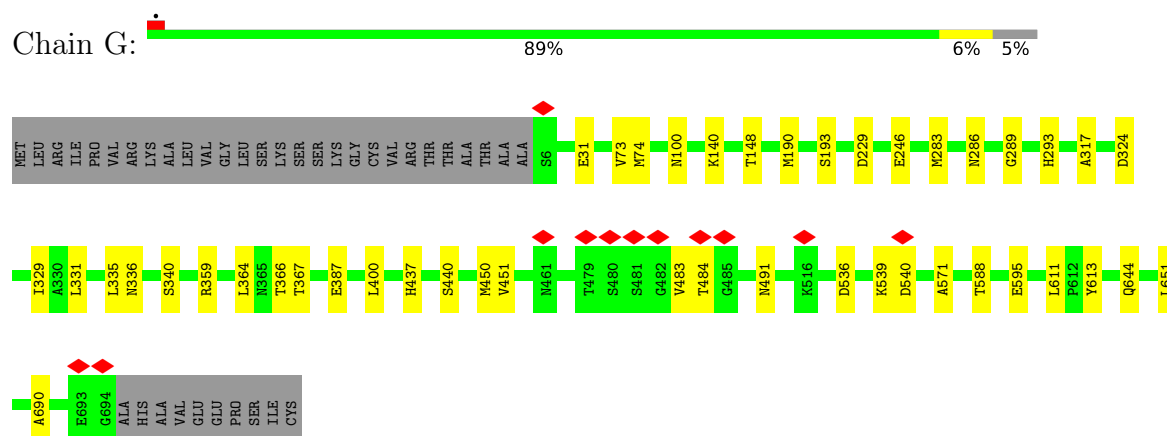 Chain G:
89% 6% 5%
MET LEU ARG ILE PRO VAL ARG LYS ALA LEU VAL GLY LEU SER LYS SER SER LYS GLY CYS VAL ARG THR THR ALA THR ALA ALA S6 E31 V73 M74 N100 K140 T148 M190 S193 D229 E246 M283 N286 G289 H293 A317 D324
I329 A330 L331 L335 N336 S340 R359 L364 N365 T366 T367 E387 L400 H437 S440 M450 V451 N461 T479 S480 S481 G482 V483 T484 G485 N491 K516 D536 K539 D540 A571 T588 E595 L611 P612 Y613 Q644 L651
A690 E693 G694 ALA HIS ALA VAL GLU GLU PRO SER ILE CYS